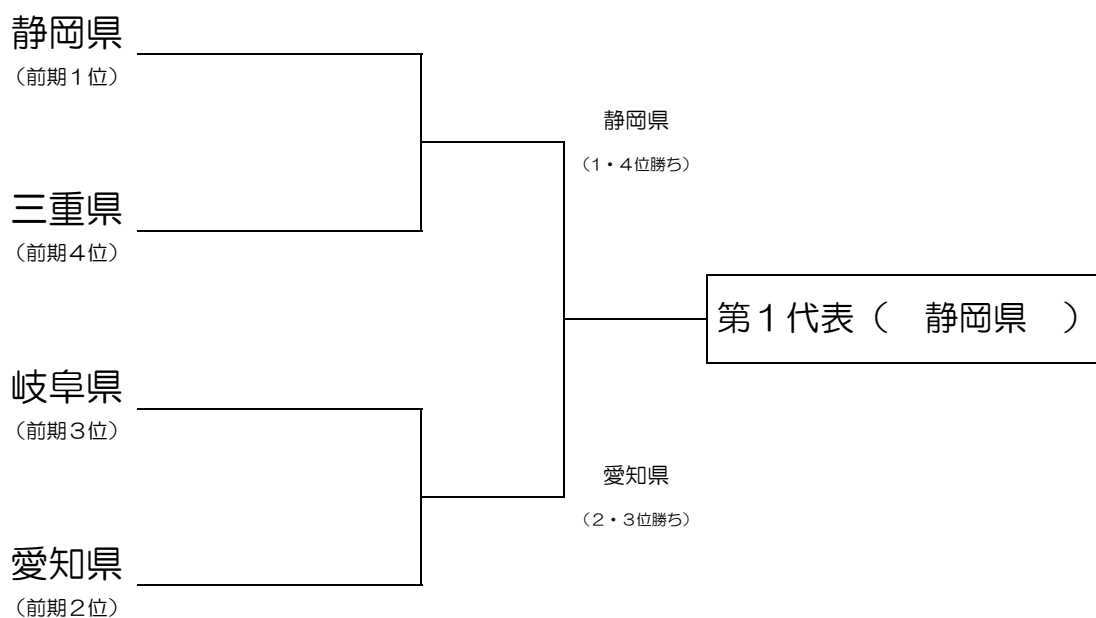 静岡県
（前期１位）
静岡県
（１・４位勝ち）
三重県
（前期４位）
第１代表（　静岡県　）
岐阜県
（前期３位）
愛知県
（２・３位勝ち）
愛知県
（前期２位）